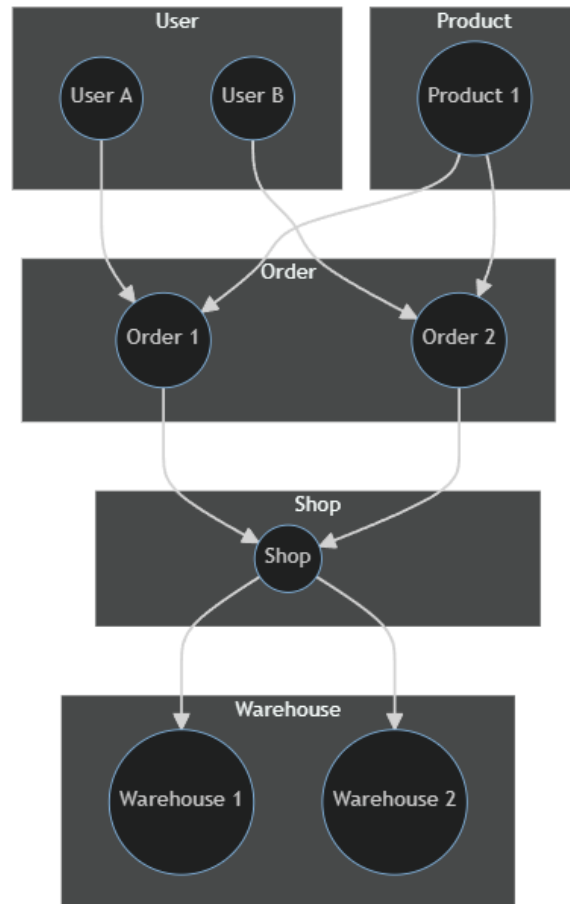 User
Product
User A
User B
Product 1
Order
Order 1
Order 2
Shop
Shop
Warehouse
Warehouse 1
Warehouse 2